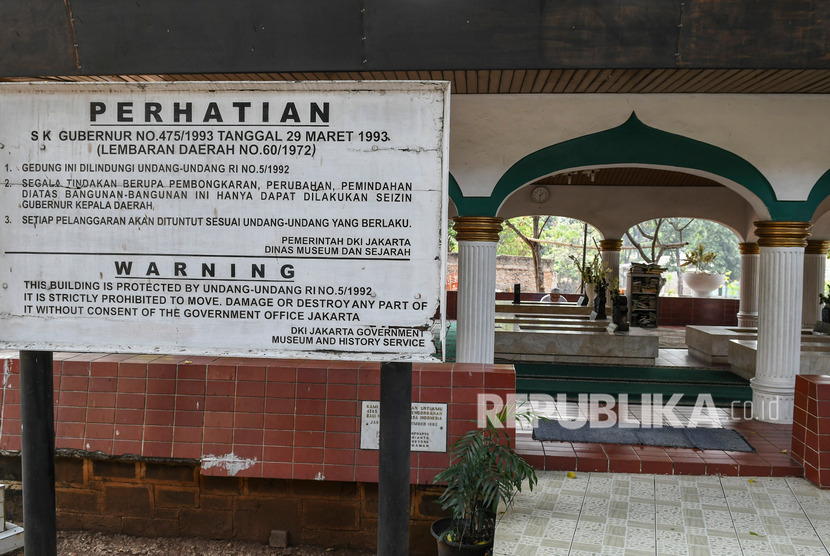 PERHATIAN
SK GUBERNUR NO.475/1993 TANGGAL 29 MARET 1993
(LEMBARAN DAERAH NO.60/1972)
1. GEDUNG INI DILINDUNGI UNDANG-UNDANG RI NO.5/1992
2. SEGALA TINDAKAN BERUPA PEMBONGKARAN, PERUBAHAN, PEMINDAHAN
DIATAS BANGUNAN-BANGUNAN INI HANYA DAPAT DILAKUKAN SEIZIN
GUBERNUR KEPALA DAERAH,
3. SETIAP PELANGGARAN AKAN DITUNTUT SESUAI UNDANG-UNDANG YANG BERLAKU.
PEMERINTAH DKI JAKARTA
DINAS MUSEUM DAN SEJARAH
WARNING
THIS BUILDING IS PROTECTED BY UNDANG-UNDANG RI NO.5/1992
IT IS STRICTLY PROHIBITED TO MOVE. DAMAGE OR DESTROY ANY PART OF
IT WITHOUT CONSENT OF THE GOVERNMENT OFFICE JAKARTA
DKI JAKARTA GOVERNMENT
MUSEUM AND HISTORY SERVICE
REPUBLIKA.co.id